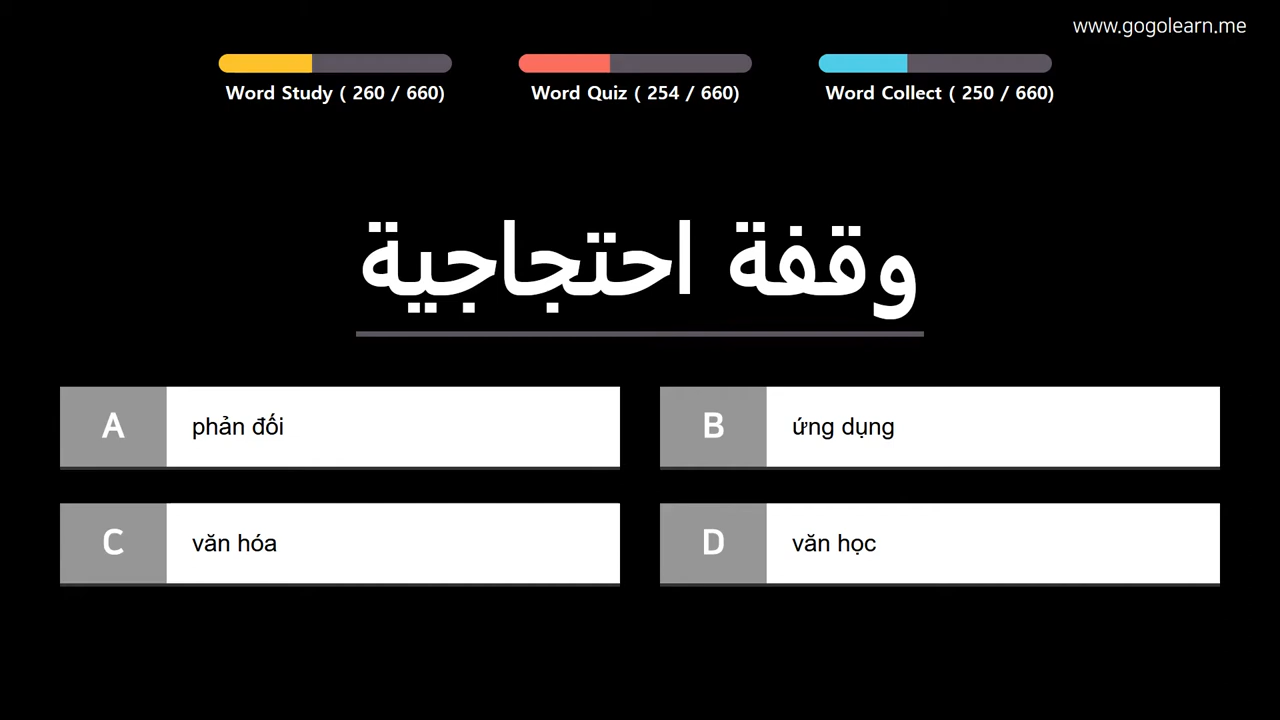 www.gogolearn.me
Word Study ( 260 / 660)
Word Quiz ( 254 / 660)
Word Collect ( 250 / 660)
وقفة احتجاجية
A phản đối
B ứng dụng
C văn hóa
D văn học